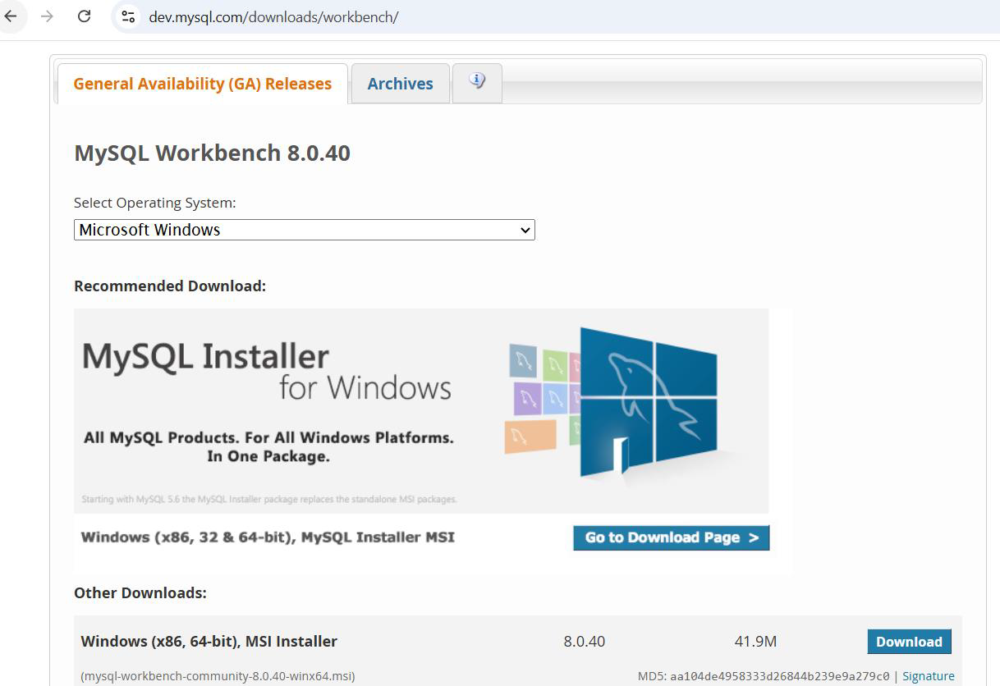 dev.mysql.com/downloads/workbench/
General Availability (GA) Releases
Archives
MySQL Workbench 8.0.40
Select Operating System:
Microsoft Windows
Recommended Download:
MySQL Installer
for Windows
All MySQL Products. For All Windows Platforms.
In One Package.
Starting with MySQL 5.6 the MySQL Installer package replaces the standalone MSI packages.
Windows (x86, 32 & 64-bit), MySQL Installer MSI
Go to Download Page >
Other Downloads:
Windows (x86, 64-bit), MSI Installer 8.0.40 41.9M Download
(mysql-workbench-community-8.0.40-winx64.msi) MD5: aa104de4958333d26844b239e9a279c0 | Signature